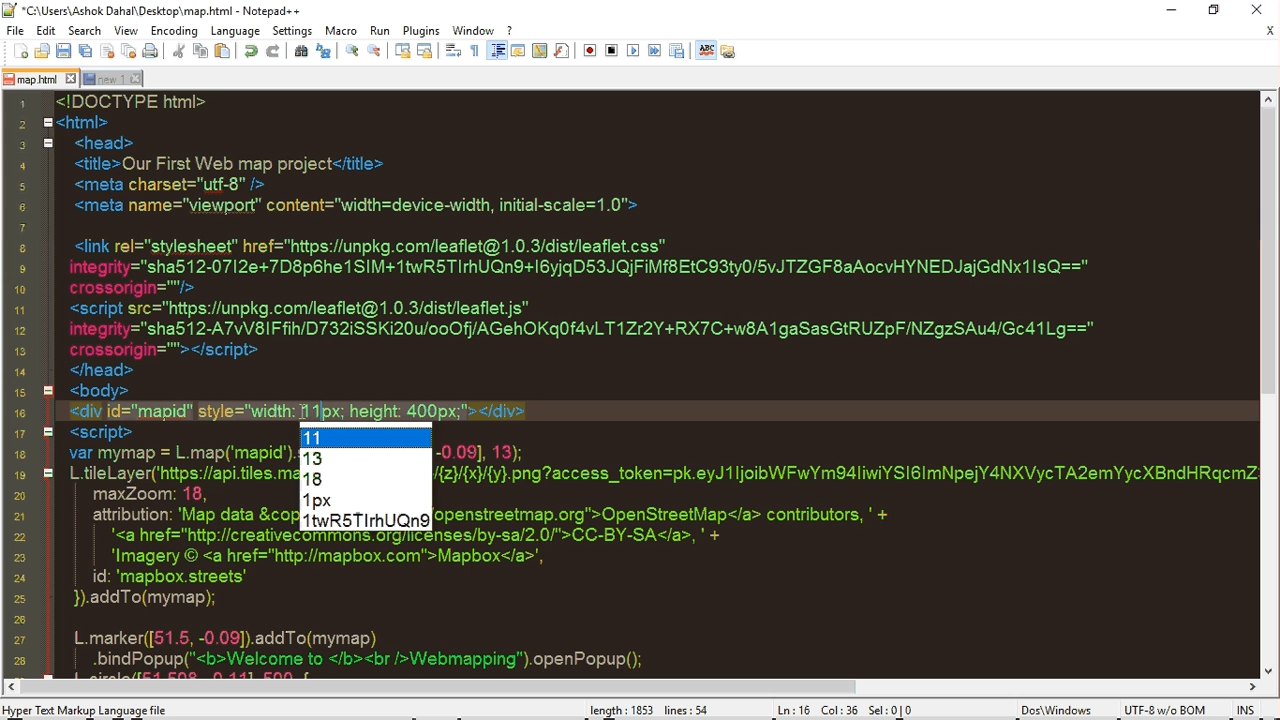 *C:\Users\Ashok Dahal\Desktop\map.html - Notepad++
File Edit Search View Encoding Language Settings Macro Run Plugins Window ? X
ABC
map.html new 1
1 <!DOCTYPE html>
2 <html>
3 <head>
4 <title>Our First Web map project</title>
5 <meta charset="utf-8" />
6 <meta name="viewport" content="width=device-width, initial-scale=1.0">
7
8 <link rel="stylesheet" href="https://unpkg.com/leaflet@1.0.3/dist/leaflet.css"
9 integrity="sha512-07I2e+7D8p6he1SIM+1twR5TIrhUQn9+I6yjqD53JQjFiMf8EtC93ty0/5vJTZGF8aAocvHYNEDJajGdNx1IsQ=="
10 crossorigin=""/>
11 <script src="https://unpkg.com/leaflet@1.0.3/dist/leaflet.js"
12 integrity="sha512-A7vV8IFfih/D732iSSKi20u/ooOfj/AGehOKq0f4vLT1Zr2Y+RX7C+w8A1gaSasGtRUZpF/NZgzSAu4/Gc41Lg=="
13 crossorigin=""></script>
14 </head>
15 <body>
16 <div id="mapid" style="width: 11px; height: 400px;"></div>
17 <script>
18 var mymap = L.map('mapid'). -0.09], 13);
19 L.tileLayer('https://api.tiles.ma /{z}/{x}/{y}.png?access_token=pk.eyJ1IjoibWFwYm94IiwiYSI6ImNpejY4NXVycTA2emYycXBndHRqcmZ
20 maxZoom: 18,
21 attribution: 'Map data &cop openstreetmap.org">OpenStreetMap</a> contributors, ' +
22 '<a href="http://creativecommons.org/licenses/by-sa/2.0/">CC-BY-SA</a>, ' +
23 'Imagery © <a href="http://mapbox.com">Mapbox</a>',
24 id: 'mapbox.streets'
25 }).addTo(mymap);
26
27 L.marker([51.5, -0.09]).addTo(mymap)
28 .bindPopup("<b>Welcome to </b><br />Webmapping").openPopup();
L.circle([51.508, -0.11], 500, {
11
13
18
1px
1twR5TIrhUQn9
Hyper Text Markup Language file length : 1853 lines : 54 Ln : 16 Col : 36 Sel : 0 | 0 Dos\Windows UTF-8 w/o BOM INS